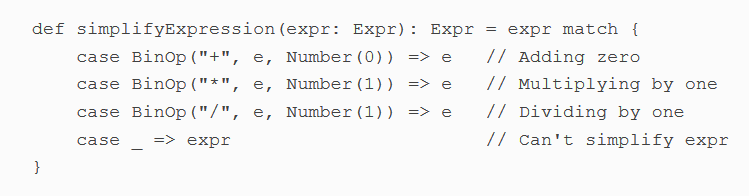 def simplifyExpression(expr: Expr): Expr = expr match {
    case BinOp("+", e, Number(0)) => e   // Adding zero
    case BinOp("*", e, Number(1)) => e   // Multiplying by one
    case BinOp("/", e, Number(1)) => e   // Dividing by one
    case _ => expr                       // Can't simplify expr
}